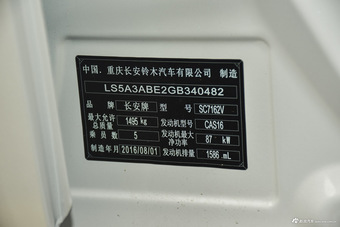 中国.重庆长安铃木汽车有限公司 制造
LS5A3ABE2GB340482
品牌 长安牌 型号 SC7162V
最大允许总质量 1495 kg 发动机型号 CAS16
乘员数 5 发动机最大净功率 87 kW
制造年月 2016/08/01 发动机排量 1586 mL